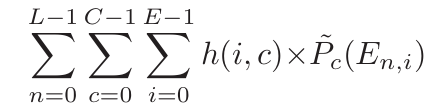 \sum_{n=0}^{L-1} \sum_{c=0}^{C-1} \sum_{i=0}^{E-1} h(i,c) \times \tilde{P}_c(E_{n,i})